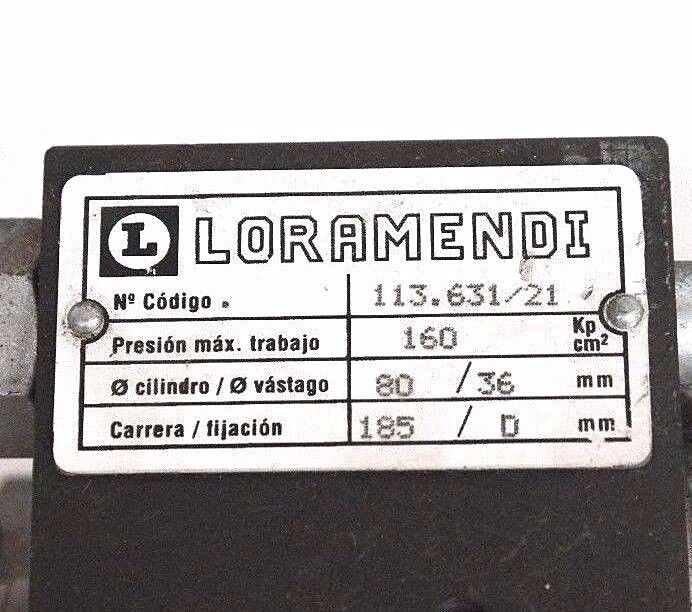 L LORAMENDI
Nº Código. 113.631/21
Presión máx. trabajo 160 Kp cm²
Ø cilindro / Ø vástago 80 / 36 mm
Carrera / fijación 185 / D mm